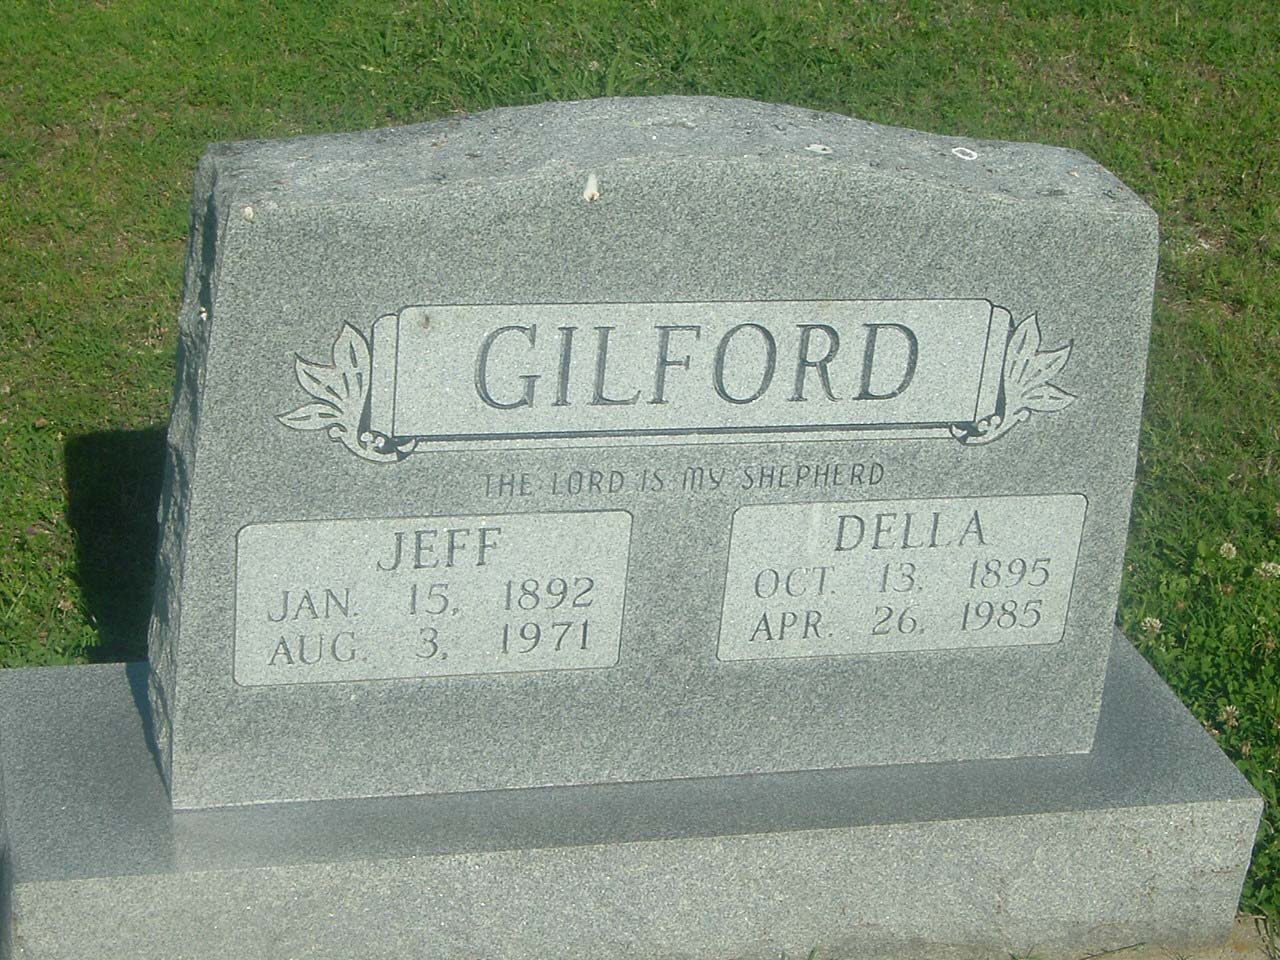 GILFORD
THE LORD IS MY SHEPHERD
JEFF
JAN. 15, 1892
AUG. 3, 1971
DELLA
OCT. 13, 1895
APR. 26, 1985